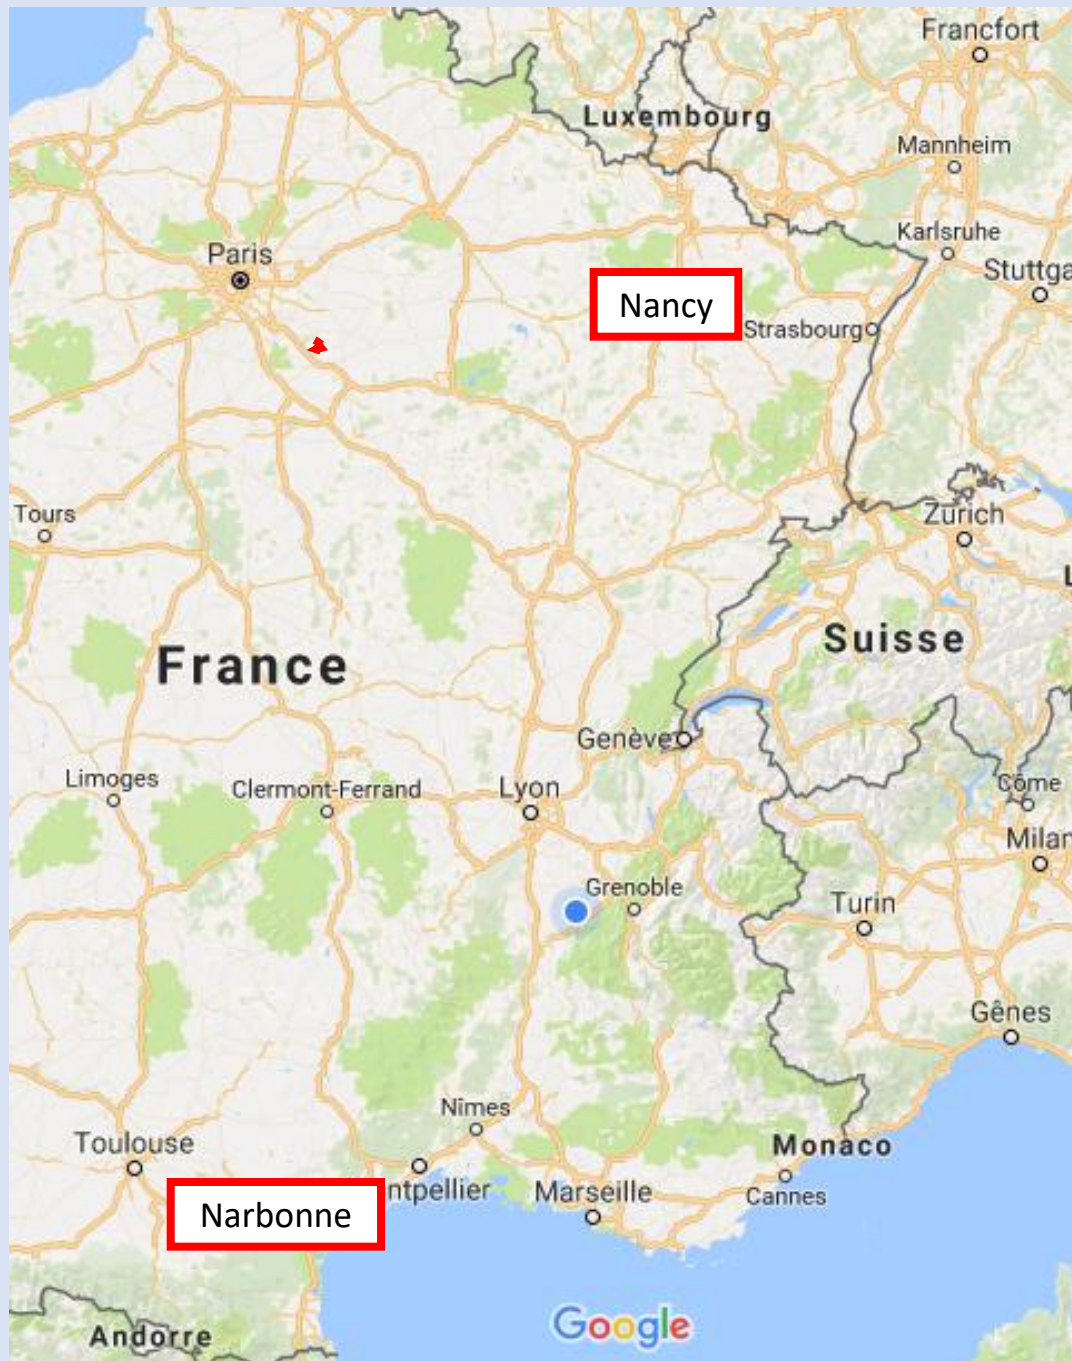 Francfort
Luxembourg
Mannheim
Karlsruhe
Paris
Stuttga
Nancy
Strasbourg
Tours
Zurich
L
France
Suisse
Genève
Limoges
Clermont-Ferrand
Lyon
Côme
Milan
Grenoble
Turin
Gênes
Nîmes
Toulouse
Monaco
ntpellier
Marseille
Cannes
Narbonne
Google
Andorre